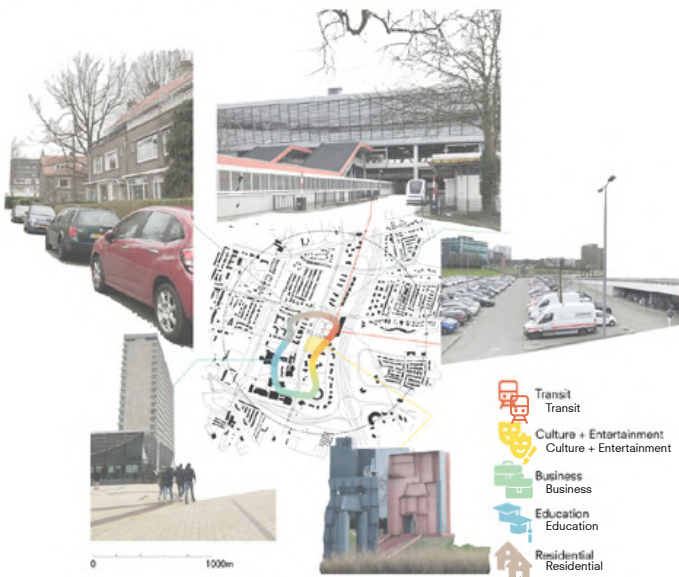 Transit
Transit
Culture + Entertainment
Culture + Entertainment
Business
Business
Education
Education
Residential
Residential
0 1000m